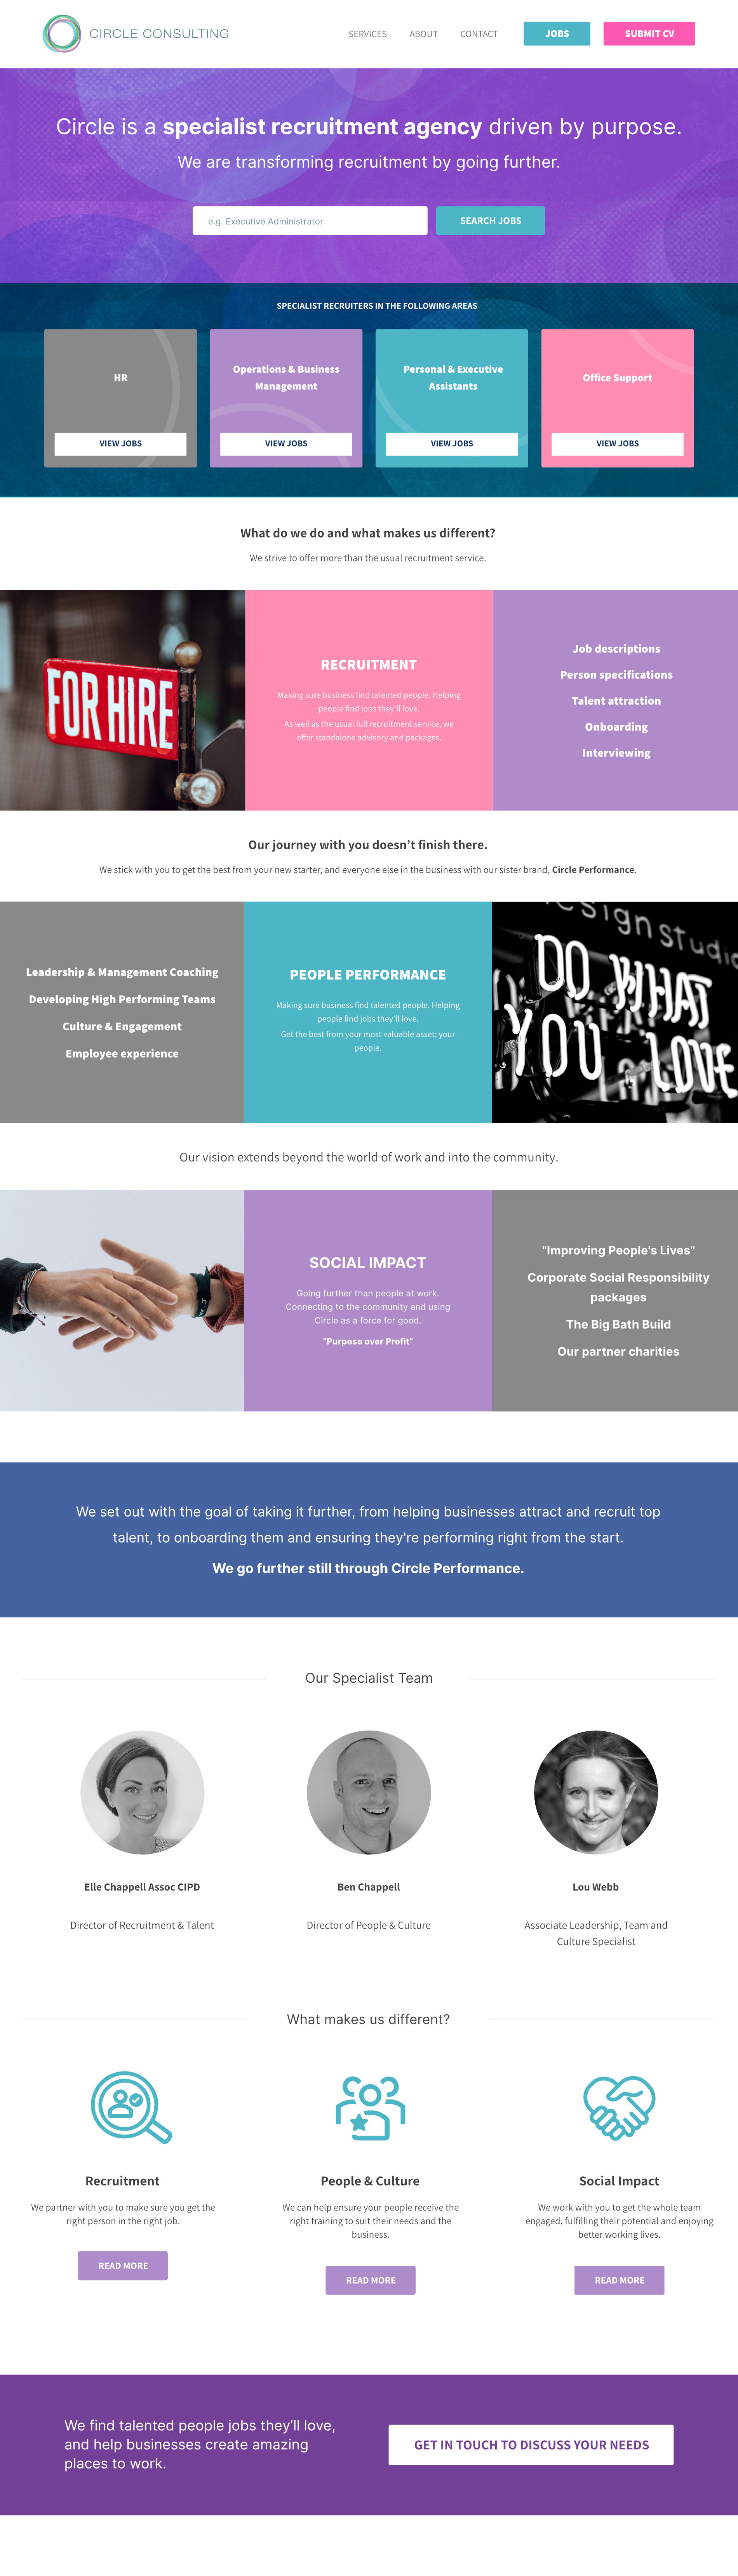 CIRCLE CONSULTING
SERVICES
ABOUT
CONTACT
JOBS
SUBMIT CV
Circle is a specialist recruitment agency driven by purpose.
We are transforming recruitment by going further.
e.g. Executive Administrator
SEARCH JOBS
SPECIALIST RECRUITERS IN THE FOLLOWING AREAS
HR
VIEW JOBS
Operations & Business
Management
VIEW JOBS
Personal & Executive
Assistants
VIEW JOBS
Office Support
VIEW JOBS
What do we do and what makes us different?
We strive to offer more than the usual recruitment service.
FOR HIRE
RECRUITMENT
Making sure business find talented people. Helping
people find jobs they'll love.
As well as the usual full recruitment service, we
offer standalone advisory and packages.
Job descriptions
Person specifications
Talent attraction
Onboarding
Interviewing
Our journey with you doesn't finish there.
We stick with you to get the best from your new starter, and everyone else in the business with our sister brand, Circle Performance.
Leadership & Management Coaching
Developing High Performing Teams
Culture & Engagement
Employee experience
PEOPLE PERFORMANCE
Making sure business find talented people. Helping
people find jobs they'll love.
Get the best from your most valuable asset; your
people.
sign studio
DO WHAT
YOU LOVE
Our vision extends beyond the world of work and into the community.
SOCIAL IMPACT
Going further than people at work.
Connecting to the community and using
Circle as a force for good.
"Purpose over Profit"
"Improving People's Lives"
Corporate Social Responsibility
packages
The Big Bath Build
Our partner charities
We set out with the goal of taking it further, from helping businesses attract and recruit top
talent, to onboarding them and ensuring they're performing right from the start.
We go further still through Circle Performance.
Our Specialist Team
Elle Chappell Assoc CIPD
Director of Recruitment & Talent
Ben Chappell
Director of People & Culture
Lou Webb
Associate Leadership, Team and
Culture Specialist
What makes us different?
Recruitment
We partner with you to make sure you get the
right person in the right job.
READ MORE
People & Culture
We can help ensure your people receive the
right training to suit their needs and the
business.
READ MORE
Social Impact
We work with you to get the whole team
engaged, fulfilling their potential and enjoying
better working lives.
READ MORE
We find talented people jobs they'll love,
and help businesses create amazing
places to work.
GET IN TOUCH TO DISCUSS YOUR NEEDS